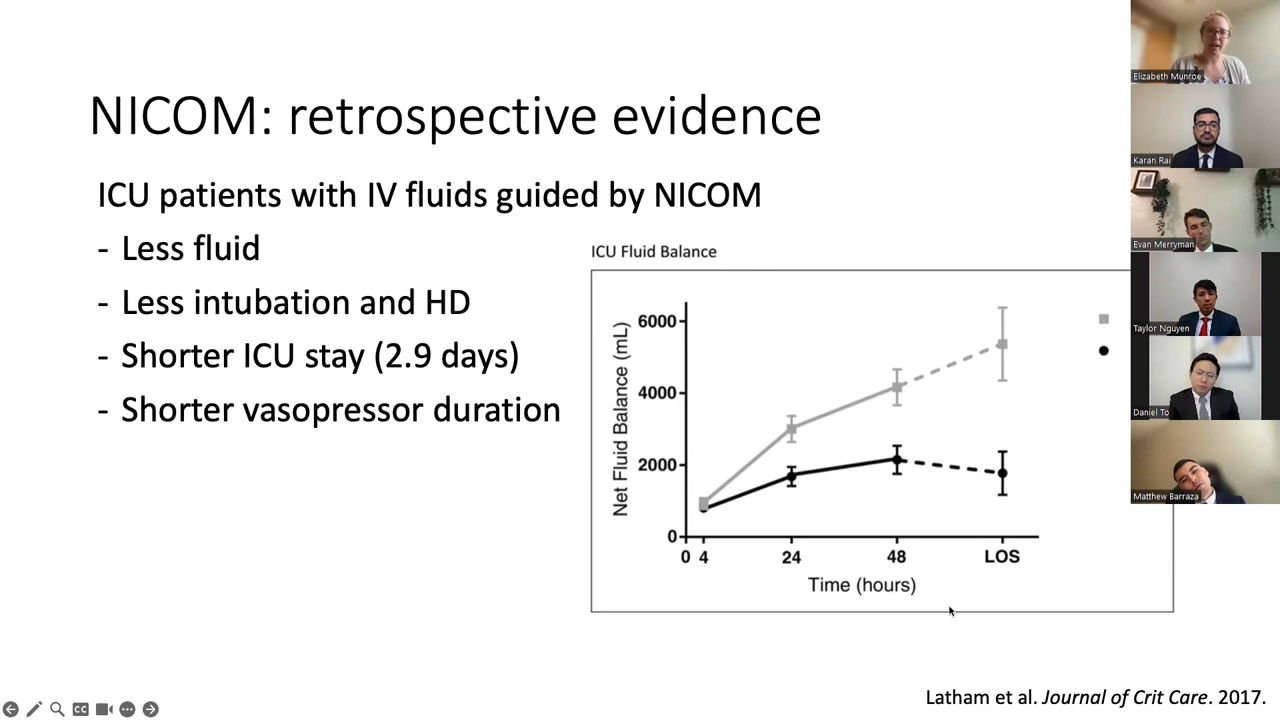 NICOM: retrospective evidence
ICU patients with IV fluids guided by NICOM
- Less fluid
- Less intubation and HD
- Shorter ICU stay (2.9 days)
- Shorter vasopressor duration
ICU Fluid Balance
Net Fluid Balance (mL)
6000
4000
2000
0
0 4 24 48 LOS
Time (hours)
Latham et al. Journal of Crit Care. 2017.
CC
Elizabeth Munroe
Karan Rai
Evan Merryman
Taylor Nguyen
Daniel To
Matthew Barraza